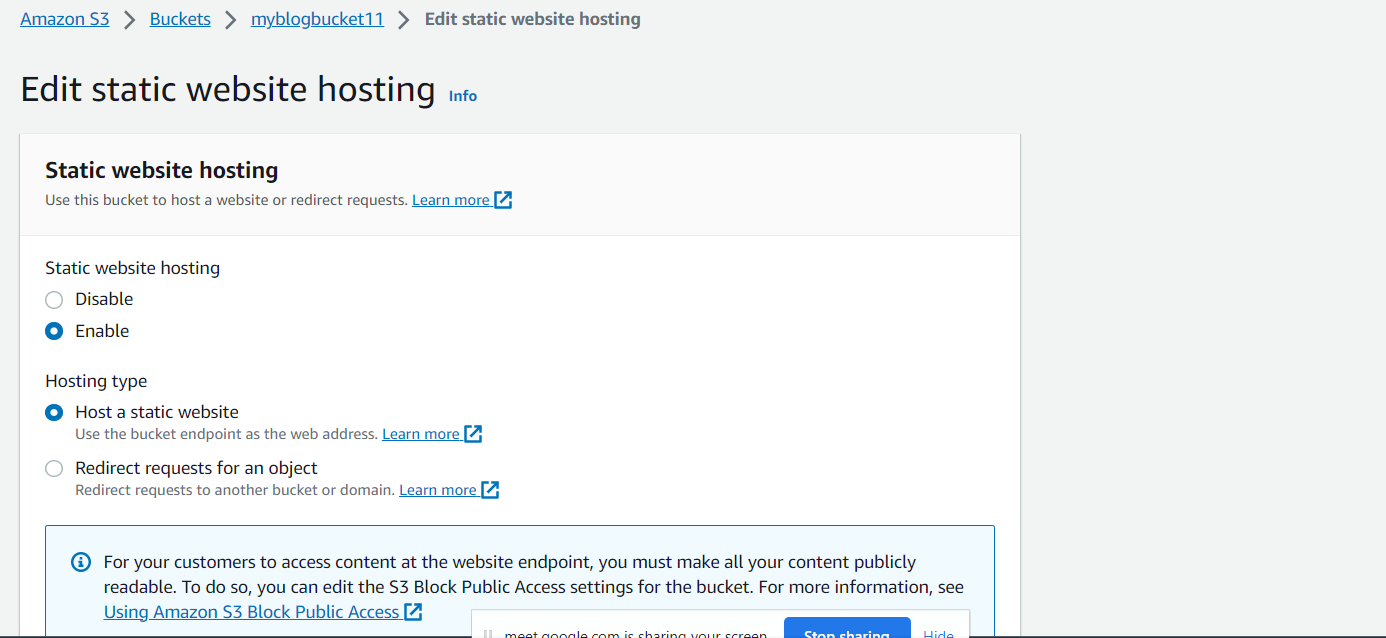 Amazon S3 > Buckets > myblogbucket11 > Edit static website hosting
Edit static website hosting Info
Static website hosting
Use this bucket to host a website or redirect requests. Learn more
Static website hosting
Disable
Enable
Hosting type
Host a static website
Use the bucket endpoint as the web address. Learn more
Redirect requests for an object
Redirect requests to another bucket or domain. Learn more
For your customers to access content at the website endpoint, you must make all your content publicly
readable. To do so, you can edit the S3 Block Public Access settings for the bucket. For more information, see
Using Amazon S3 Block Public Access
meet.google.com is sharing your screen. Stop sharing Hide